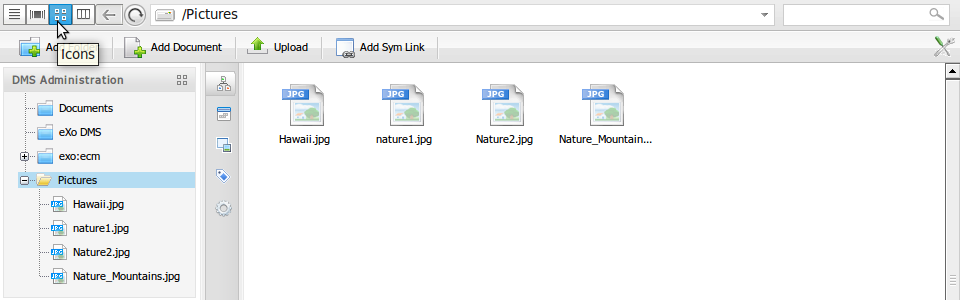 /Pictures
Ad
Icons
Add Document
Upload
Add Sym Link
DMS Administration
Documents
eXo DMS
exo:ecm
Pictures
Hawaii.jpg
nature1.jpg
Nature2.jpg
Nature_Mountains.jpg
JPG
JPG
JPG
JPG
Hawaii.jpg
nature1.jpg
Nature2.jpg
Nature_Mountain...